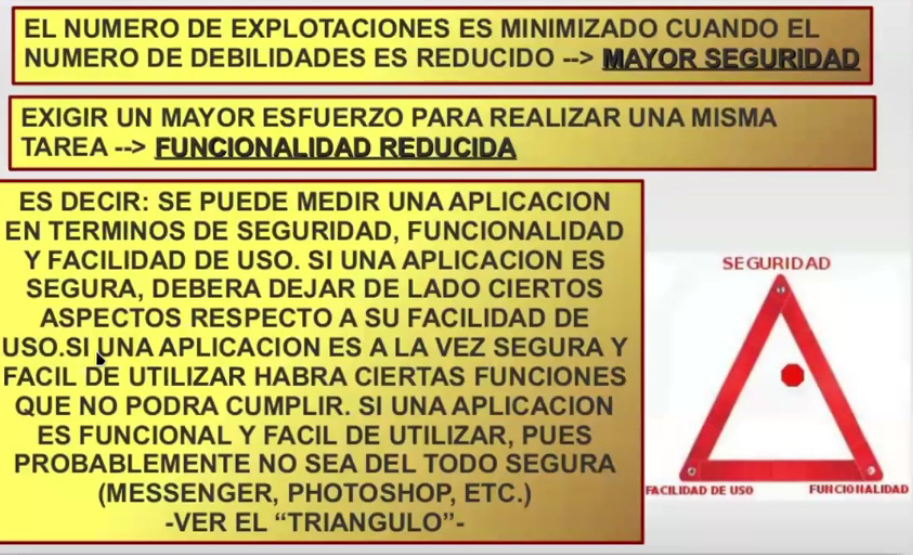 EL NUMERO DE EXPLOTACIONES ES MINIMIZADO CUANDO EL
NUMERO DE DEBILIDADES ES REDUCIDO --> MAYOR SEGURIDAD
EXIGIR UN MAYOR ESFUERZO PARA REALIZAR UNA MISMA
TAREA --> FUNCIONALIDAD REDUCIDA
ES DECIR: SE PUEDE MEDIR UNA APLICACION
EN TERMINOS DE SEGURIDAD, FUNCIONALIDAD
Y FACILIDAD DE USO. SI UNA APLICACION ES
SEGURA, DEBERA DEJAR DE LADO CIERTOS
ASPECTOS RESPECTO A SU FACILIDAD DE
USO.SI UNA APLICACION ES A LA VEZ SEGURA Y
FACIL DE UTILIZAR HABRA CIERTAS FUNCIONES
QUE NO PODRA CUMPLIR. SI UNA APLICACION
ES FUNCIONAL Y FACIL DE UTILIZAR, PUES
PROBABLEMENTE NO SEA DEL TODO SEGURA
(MESSENGER, PHOTOSHOP, ETC.)
-VER EL “TRIANGULO”-
SEGURIDAD
FACILIDAD DE USO
FUNCIONALIDAD